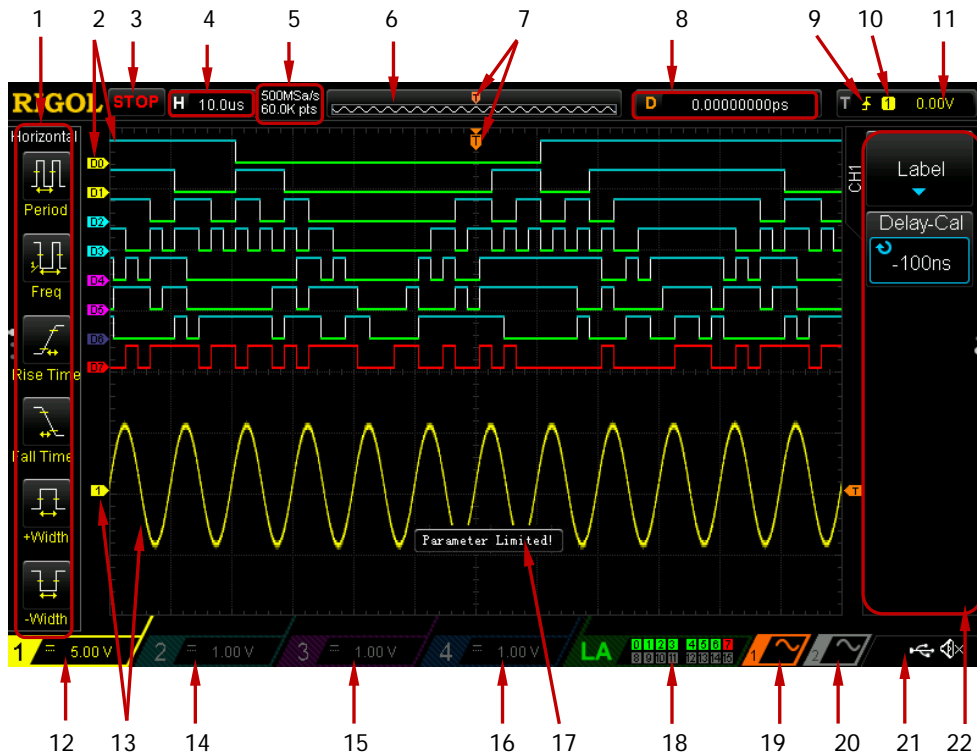 1 2 3 4 5 6 7 8 9 10 11
RIGOL STOP H 10.0us 500MSa/s 60.0K pts T D 0.00000000ps T 1 0.00V
Horizontal
T
D0
D1
D2
D3
D4
D5
D6
D7
Period
Freq
Rise Time
Fall Time
+Width
-Width
CH1
Label
Delay-Cal
-100ns
1
T
Parameter Limited!
1 5.00 V 2 1.00 V 3 1.00 V 4 1.00 V LA 0 1 2 3 4 5 6 7 1 2
8 9 10 11 12 13 14 15
12 13 14 15 16 17 18 19 20 21 22